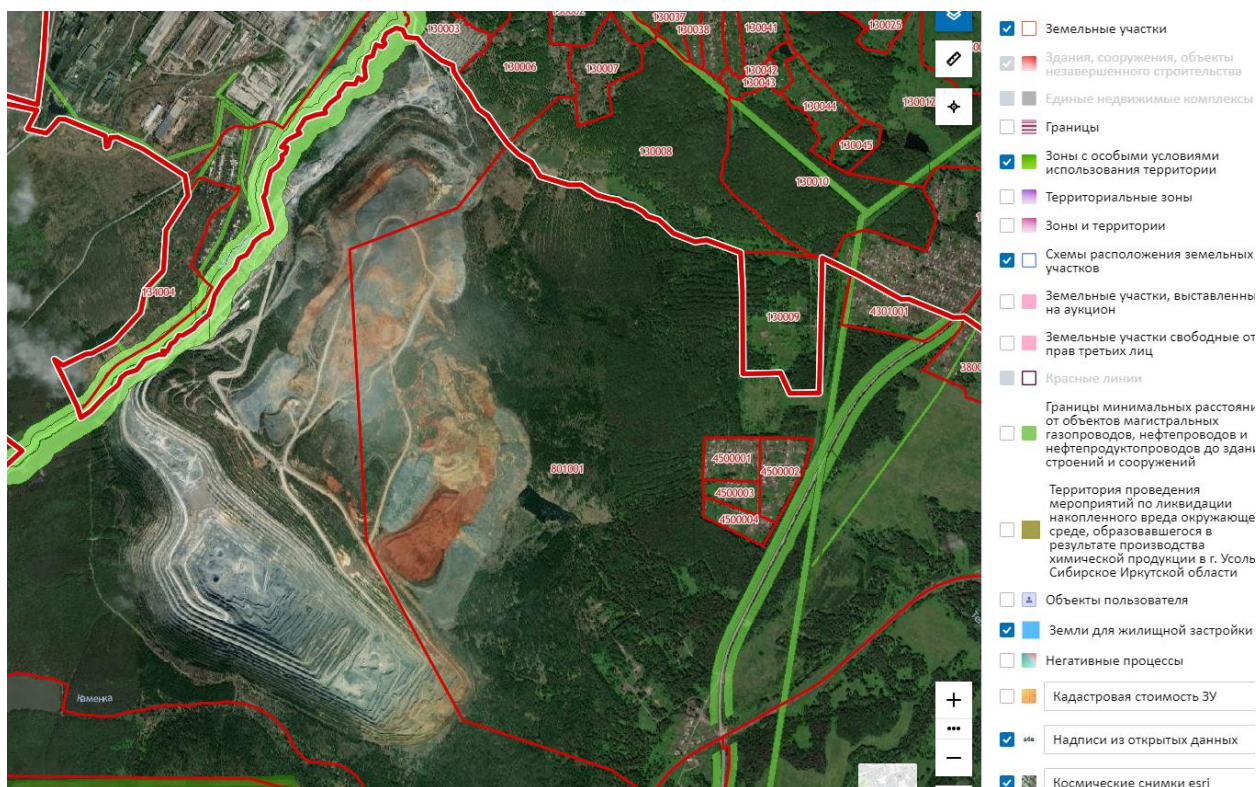 130003
130006
130002
130007
130037
130038
130041
130025
130042
130043
130044
130012
130045
130008
130010
134004
130009
4301001
3800
4500001
4500002
4500003
4500004
801001
Каменка
Земельные участки
Здания, сооружения, объекты
незавершенного строительства
Единые недвижимые комплексы
Границы
Зоны с особыми условиями
использования территории
Территориальные зоны
Зоны и территории
Схемы расположения земельных
участков
Земельные участки, выставленны
на аукцион
Земельные участки свободные от
прав третьих лиц
Красные линии
Границы минимальных расстояни
от объектов магистральных
газопроводов, нефтепроводов и
нефтепродуктопроводов до здани
строений и сооружений
Территория проведения
мероприятий по ликвидации
накопленного вреда окружающе
среде, образовавшегося в
результате производства
химической продукции в г. Усоль
Сибирское Иркутской области
Объекты пользователя
Земли для жилищной застройки
Негативные процессы
Кадастровая стоимость ЗУ
Надписи из открытых данных
Космические снимки esri